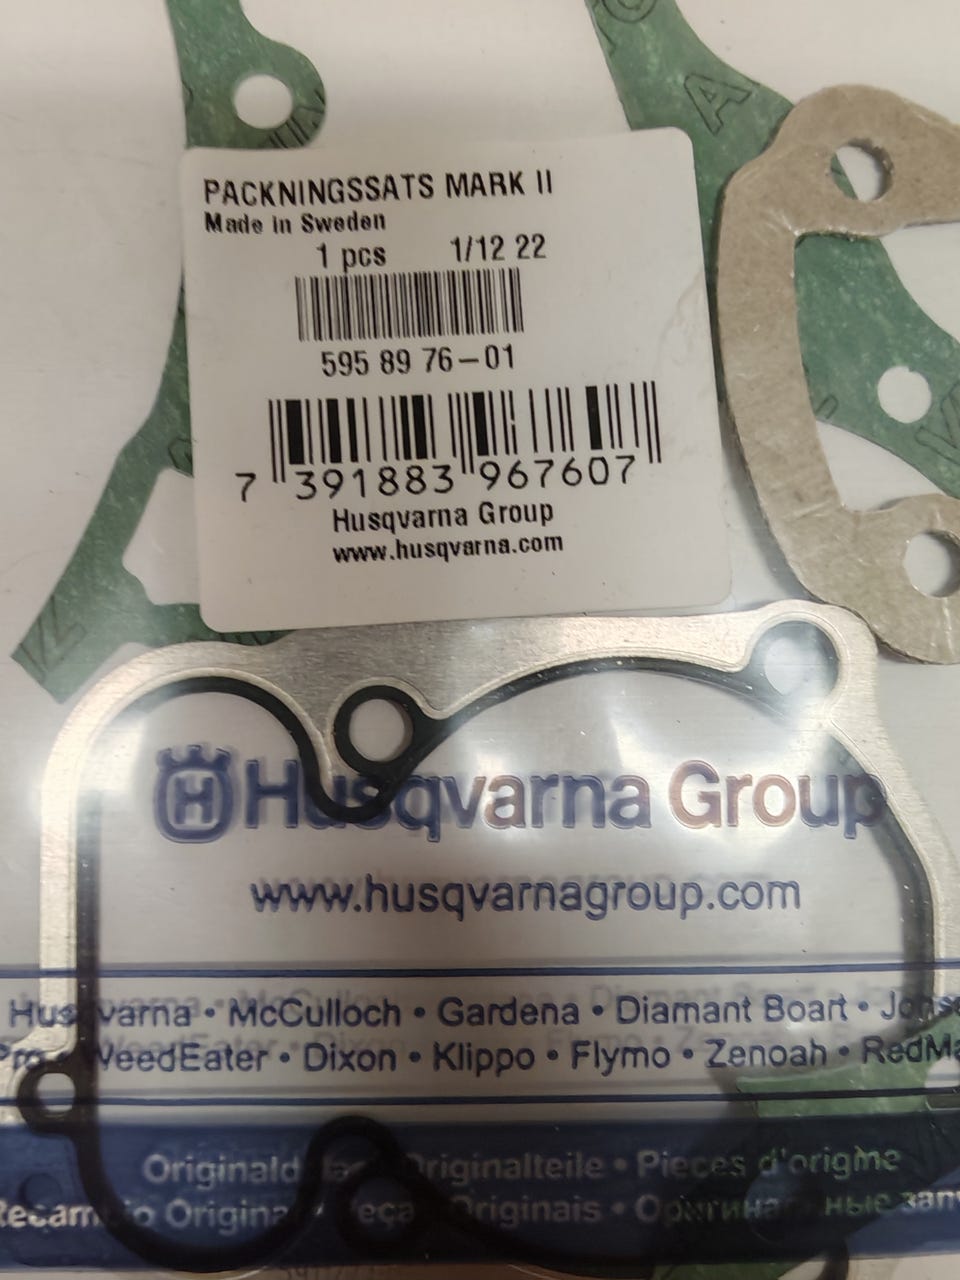 PACKNINGSSATS MARK II
Made in Sweden
1 pcs 1/12 22
595 89 76-01
7 391883 967607
Husqvarna Group
www.husqvarna.com
H Husqvarna Group
www.husqvarnagroup.com
Husqvarna • McCulloch • Gardena • Diamant Boart •
WeedEater • Dixon • Klippo • Flymo • Zenoah •
Originalteile • Pieces d'origine
Originais •